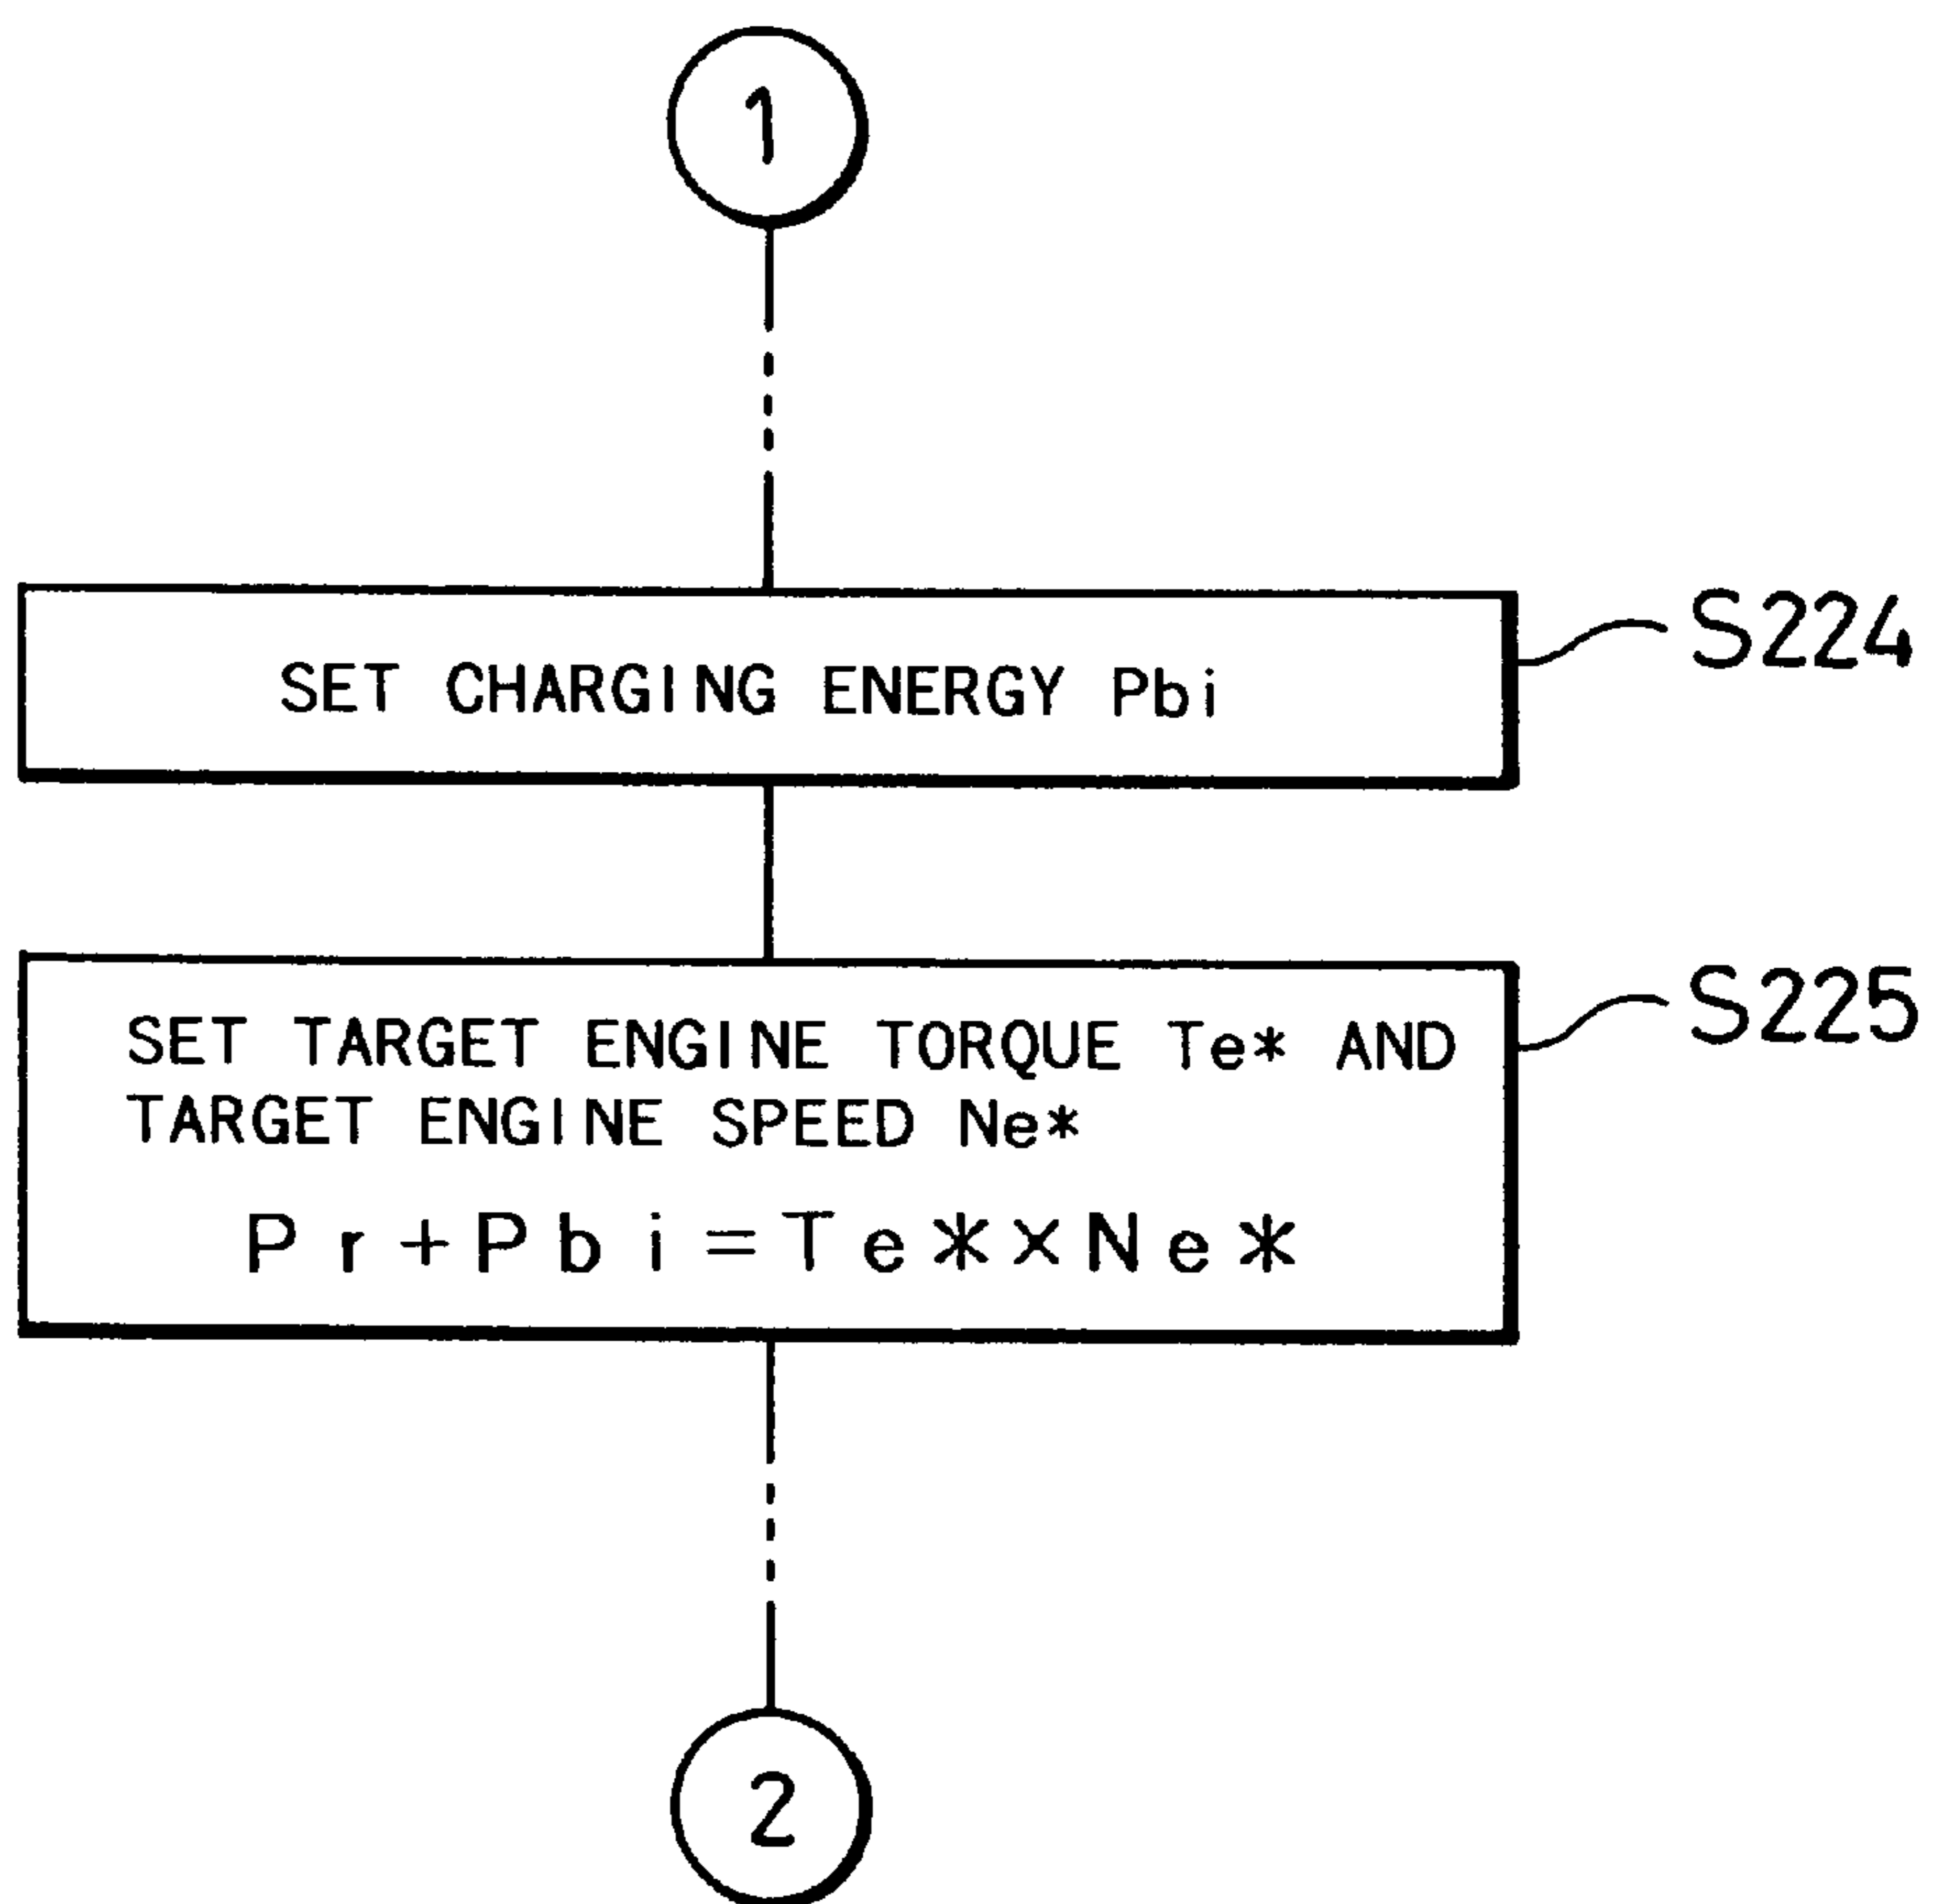 1
SET CHARGING ENERGY Pbi
S224
SET TARGET ENGINE TORQUE Te* AND
S225
TARGET ENGINE SPEED Ne*
Pr+Pbi=Te*×Ne*
2